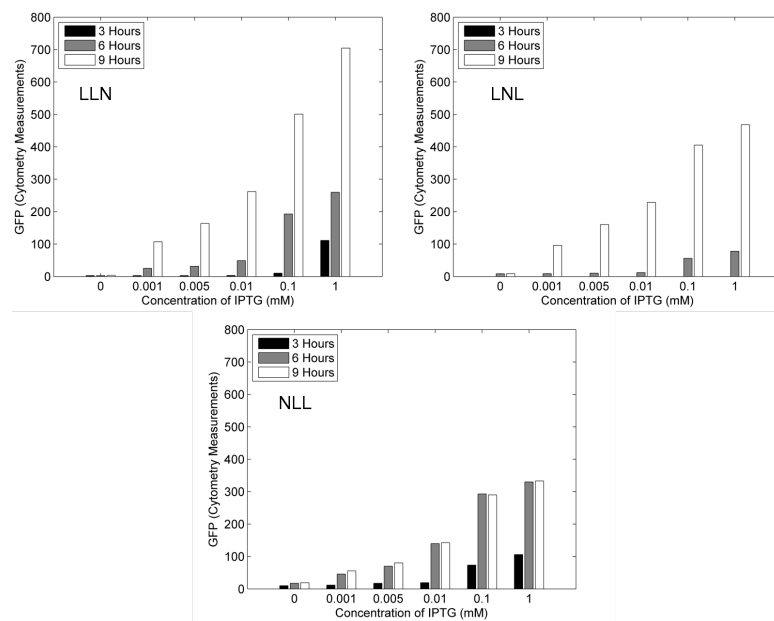 800
700
600
500
400
300
200
100
0
GFP (Cytometry Measurements)
3 Hours
6 Hours
9 Hours
LLN
0 0.001 0.005 0.01 0.1 1
Concentration of IPTG (mM)
800
700
600
500
400
300
200
100
0
GFP (Cytometry Measurements)
3 Hours
6 Hours
9 Hours
LNL
0 0.001 0.005 0.01 0.1 1
Concentration of IPTG (mM)
800
700
600
500
400
300
200
100
0
GFP (Cytometry Measurements)
3 Hours
6 Hours
9 Hours
NLL
0 0.001 0.005 0.01 0.1 1
Concentration of IPTG (mM)